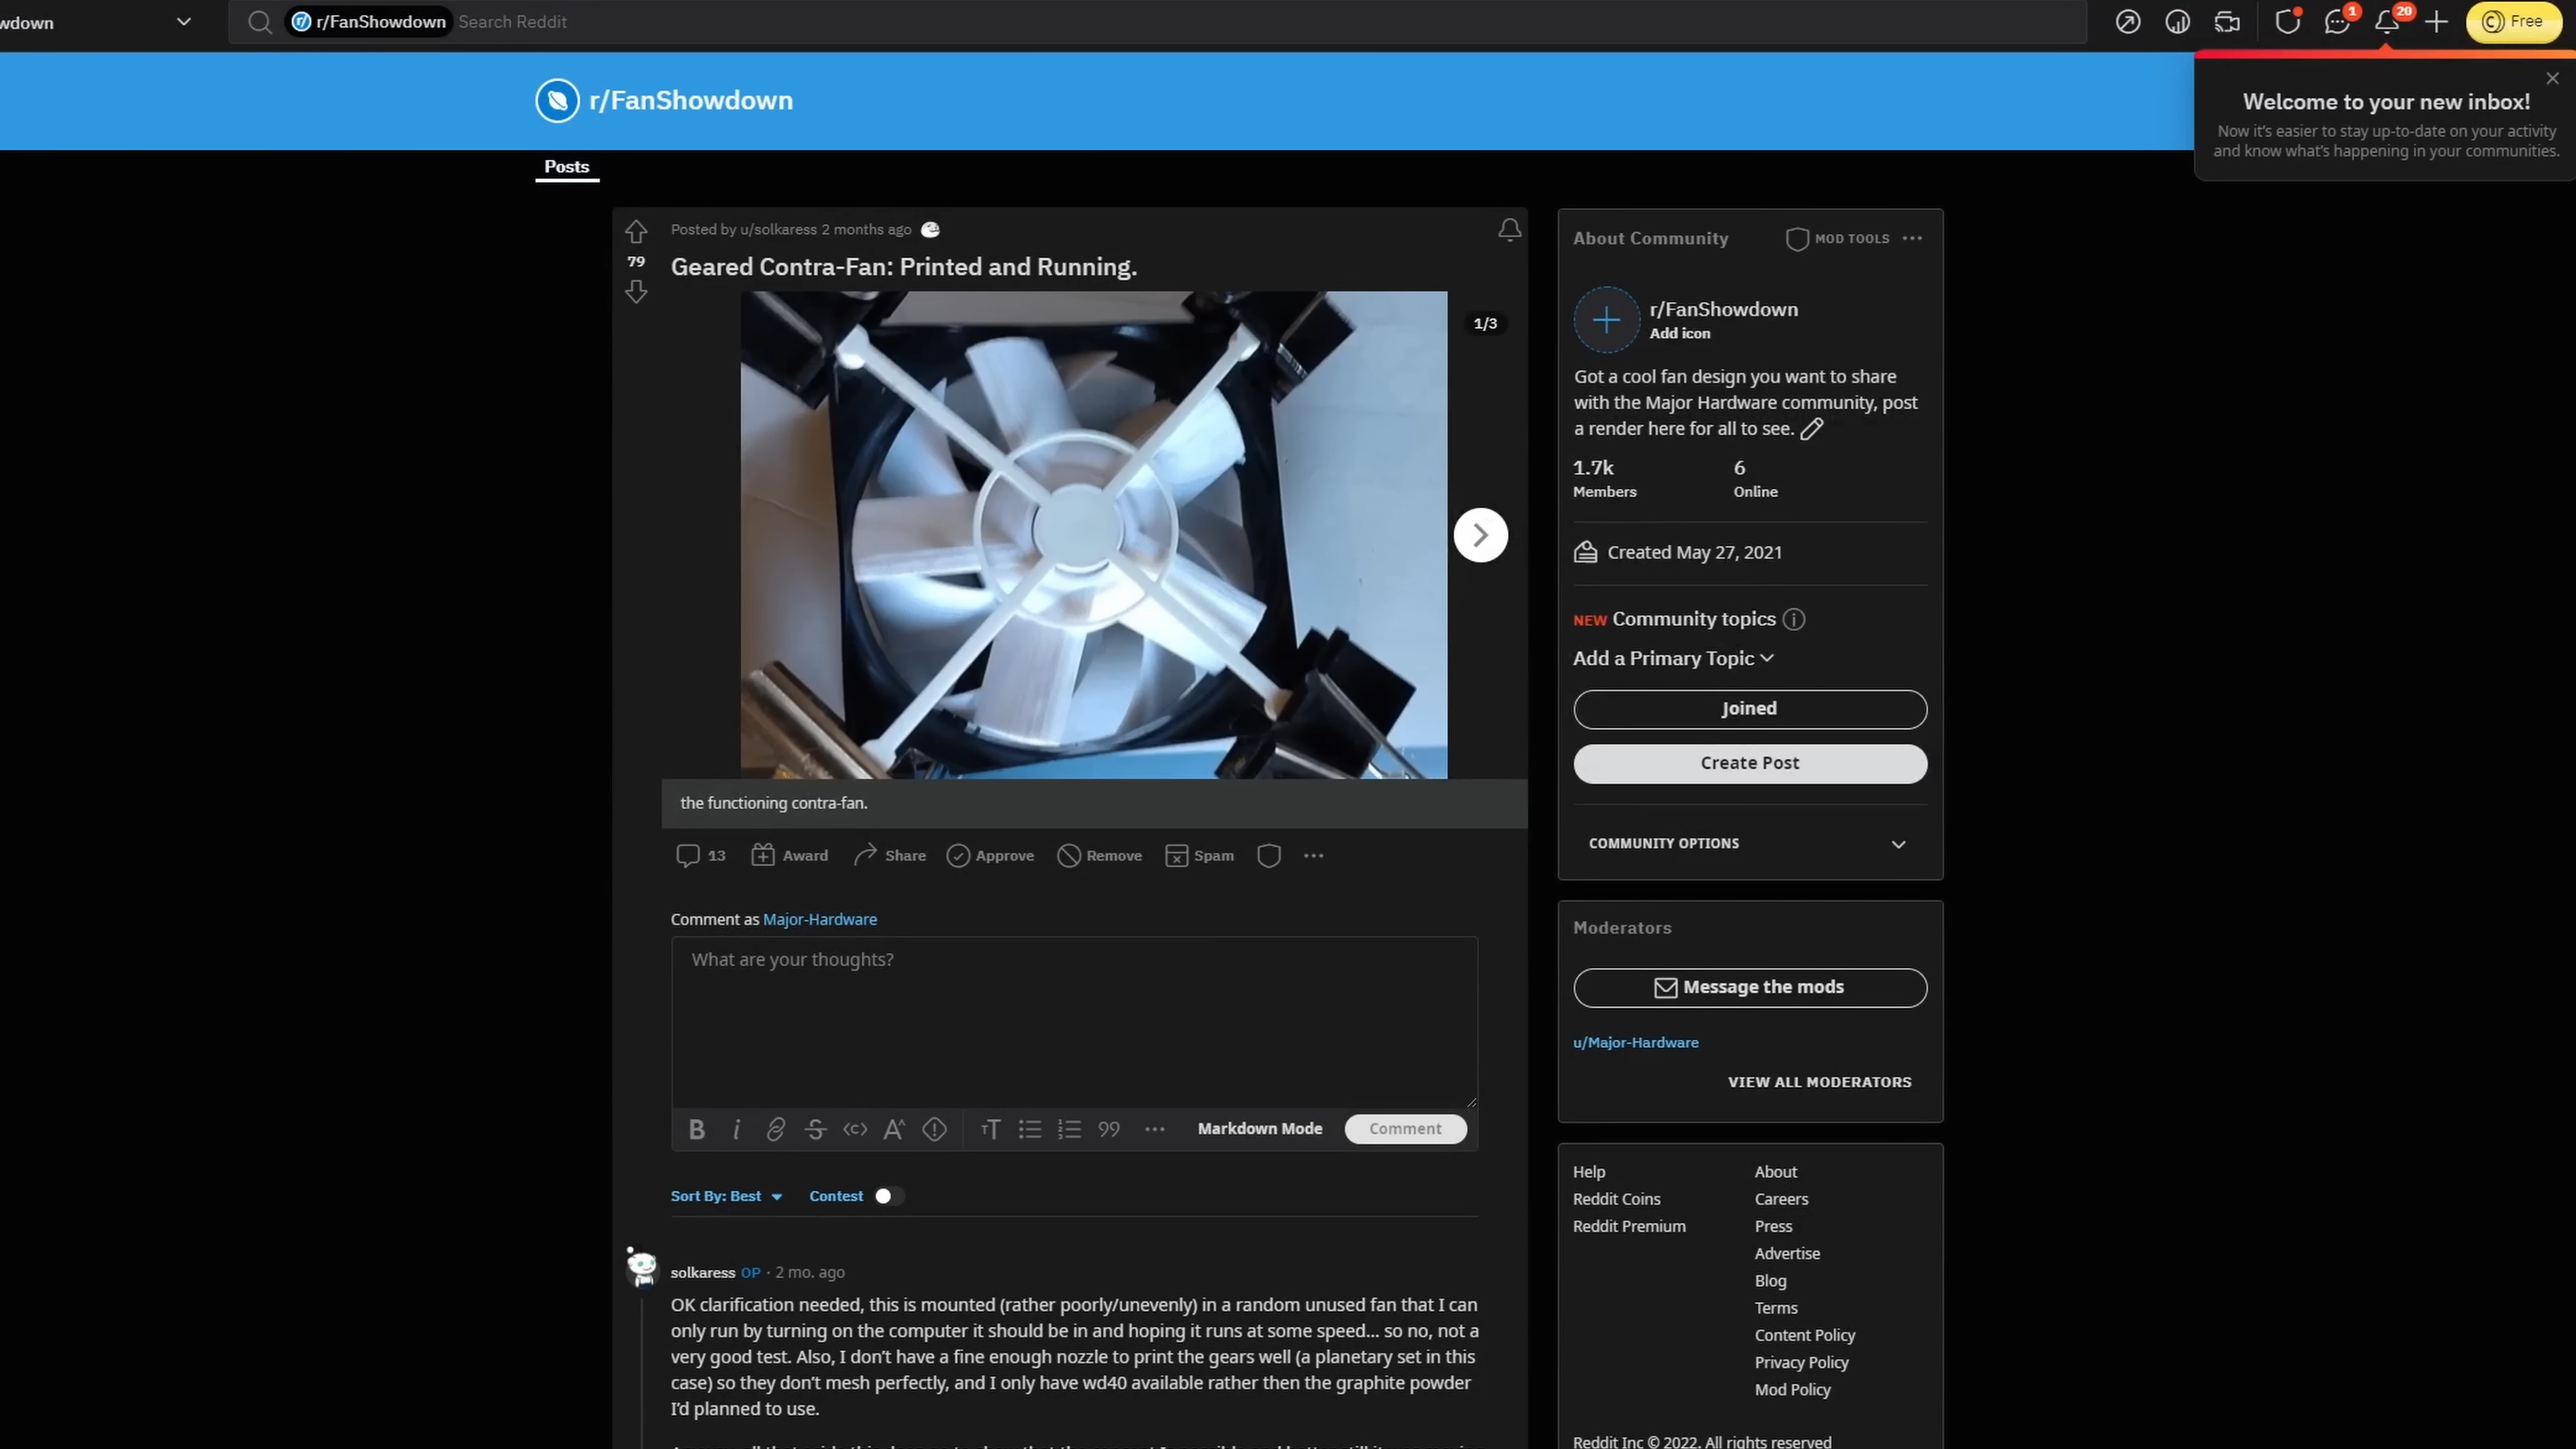 wdown
r/FanShowdown Search Reddit
1
20
Free
r/FanShowdown
Welcome to your new inbox!
Now it's easier to stay up-to-date on your activity
and know what's happening in your communities.
Posts
Posted by u/solkaress 2 months ago
79
Geared Contra-Fan: Printed and Running.
1/3
the functioning contra-fan.
13 Award Share Approve Remove Spam
Comment as Major-Hardware
What are your thoughts?
Markdown Mode Comment
Sort By: Best Contest
solkaress OP · 2 mo. ago
OK clarification needed, this is mounted (rather poorly/unevenly) in a random unused fan that I can
only run by turning on the computer it should be in and hoping it runs at some speed... so no, not a
very good test. Also, I don't have a fine enough nozzle to print the gears well (a planetary set in this
case) so they don't mesh perfectly, and I only have wd40 available rather then the graphite powder
I'd planned to use.
About Community MOD TOOLS
r/FanShowdown
Add icon
Got a cool fan design you want to share
with the Major Hardware community, post
a render here for all to see.
1.7k 6
Members Online
Created May 27, 2021
NEW Community topics
Add a Primary Topic
Joined
Create Post
COMMUNITY OPTIONS
Moderators
Message the mods
u/Major-Hardware
VIEW ALL MODERATORS
Help About
Reddit Coins Careers
Reddit Premium Press
Advertise
Blog
Terms
Content Policy
Privacy Policy
Mod Policy
Reddit Inc © 2022. All rights reserved